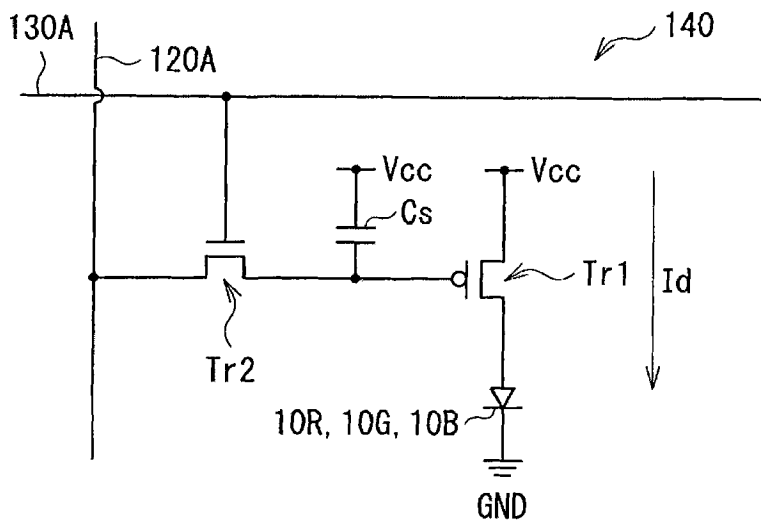 130A
120A
140
Vcc
Vcc
Cs
Tr1
Id
Tr2
10R, 10G, 10B
GND